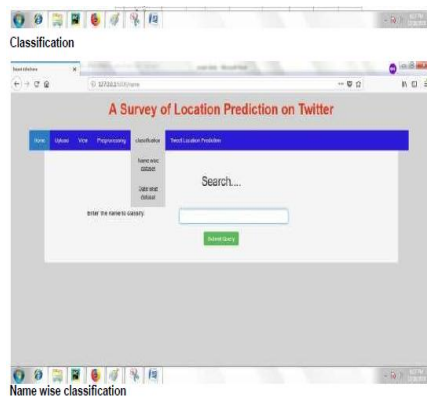 Classification
A Survey of Location Prediction on Twitter
Home Upload View Preprocessing classification Tweet Location Prediction
Name wise
dataset
Date wise
dataset
Search....
Enter the name to classify
Submit Query
Name wise classification